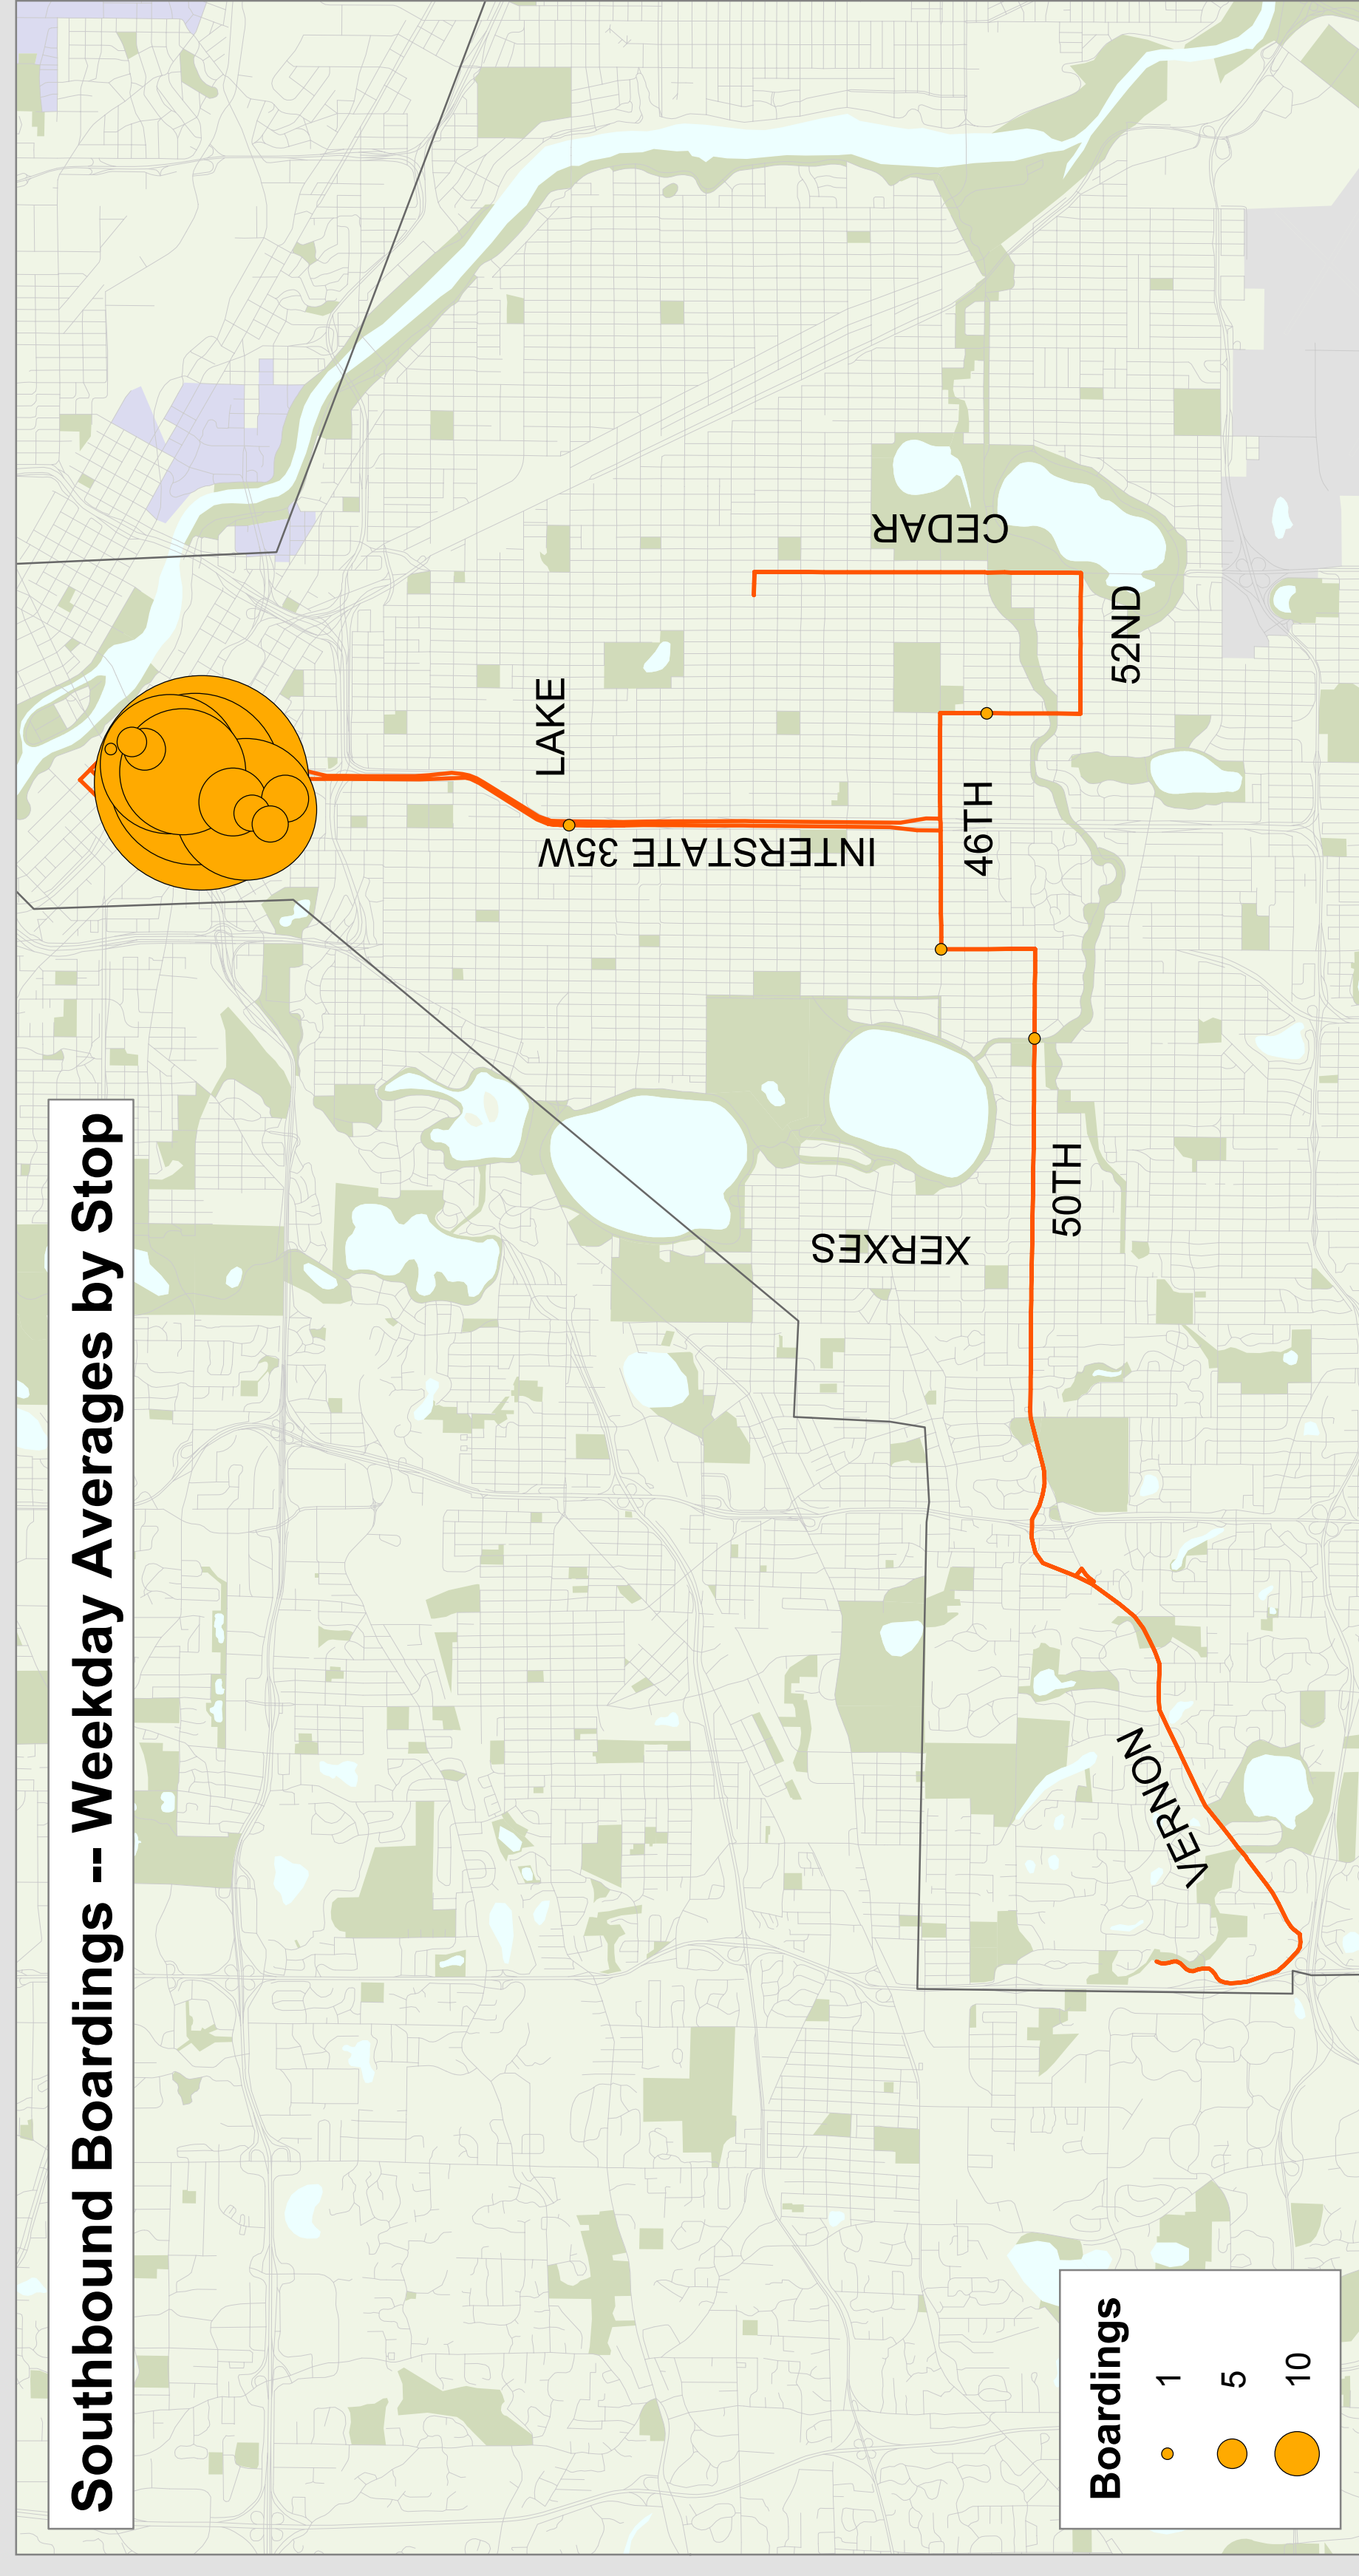 Southbound Boardings -- Weekday Averages by Stop
LAKE
INTERSTATE 35W
CEDAR
46TH
52ND
XERXES
50TH
VERNON
Boardings
1
5
10